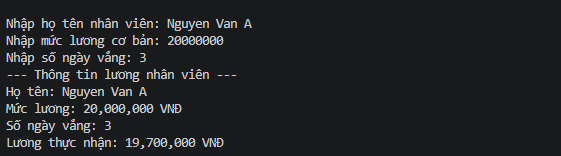 Nhập họ tên nhân viên: Nguyen Van A
Nhập mức lương cơ bản: 20000000
Nhập số ngày vắng: 3
--- Thông tin lương nhân viên ---
Họ tên: Nguyen Van A
Mức lương: 20,000,000 VNĐ
Số ngày vắng: 3
Lương thực nhận: 19,700,000 VNĐ